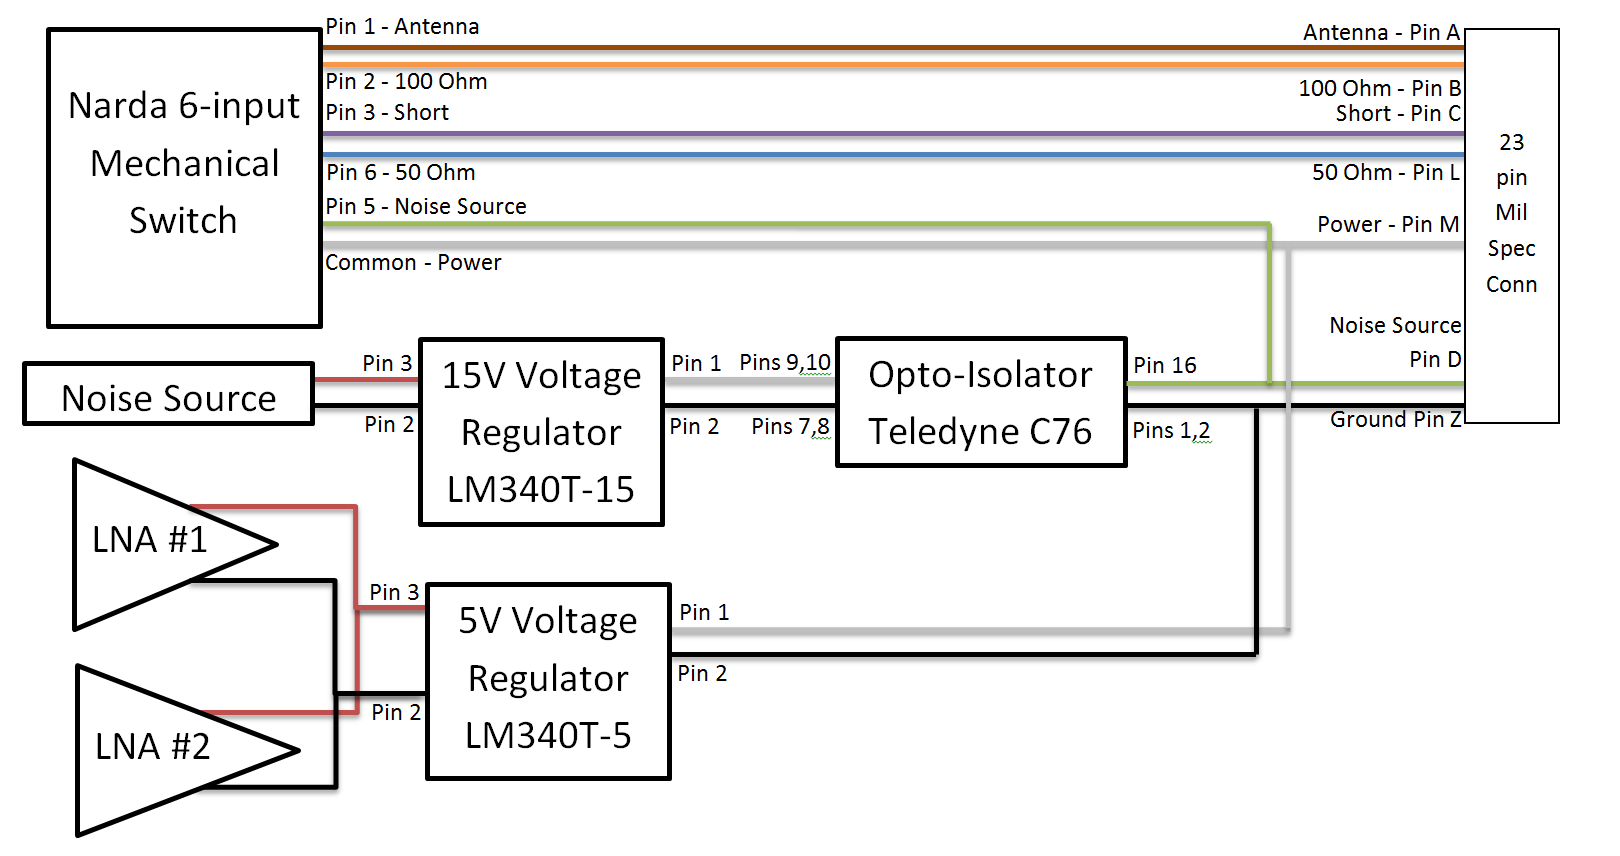 Pin 1 - Antenna
Antenna - Pin A
Pin 2 - 100 Ohm
100 Ohm - Pin B
Pin 3 - Short
Short - Pin C
Narda 6-input
Mechanical
Switch
Pin 6 - 50 Ohm
50 Ohm - Pin L
Pin 5 - Noise Source
Power - Pin M
Common - Power
23
pin
Mil
Spec
Conn
Noise Source
Pin D
Ground Pin Z
Noise Source
Pin 3
Pin 2
15V Voltage
Regulator
LM340T-15
Pin 1
Pin 2
Pins 9,10
Pins 7,8
Opto-Isolator
Teledyne C76
Pin 16
Pins 1,2
LNA #1
LNA #2
Pin 3
Pin 2
5V Voltage
Regulator
LM340T-5
Pin 1
Pin 2